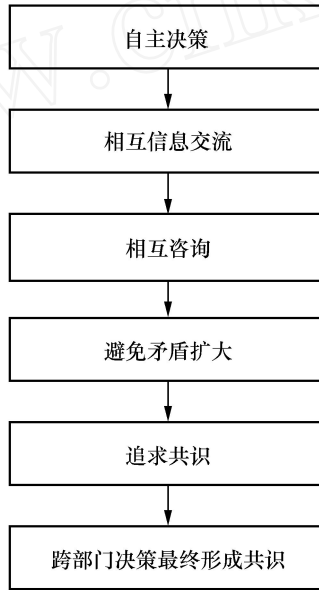 自主决策
相互信息交流
相互咨询
避免矛盾扩大
追求共识
跨部门决策最终形成共识